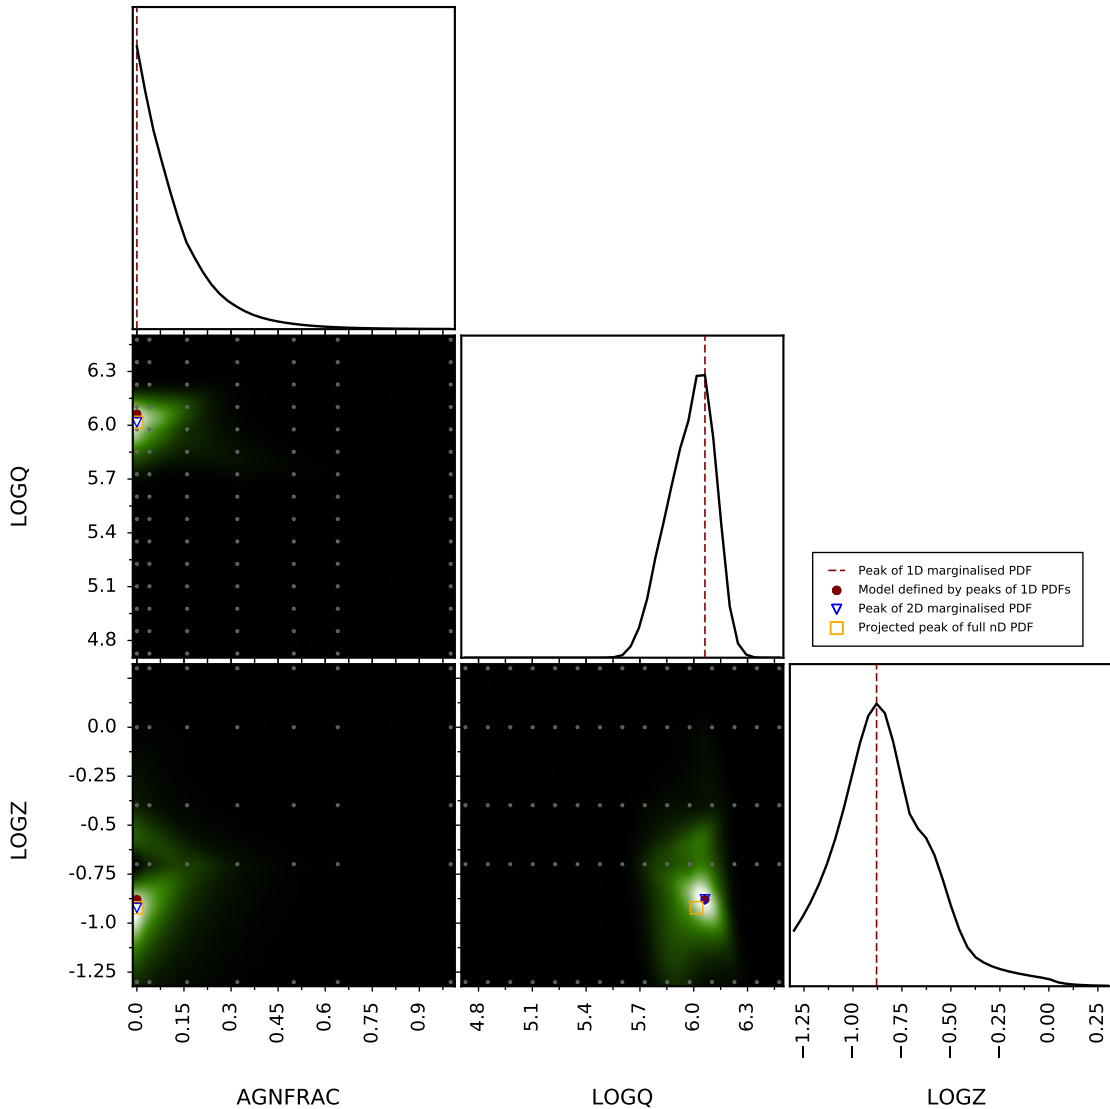 6.3
6.0
5.7
5.4
5.1
4.8
LOGQ
Peak of 1D marginalised PDF
Model defined by peaks of 1D PDFs
Peak of 2D marginalised PDF
Projected peak of full nD PDF
0.0
-0.25
-0.5
-0.75
-1.0
-1.25
LOGZ
0.0 0.15 0.3 0.45 0.6 0.75 0.9
4.8 5.1 5.4 5.7 6.0 6.3
−1.25 −1.00 −0.75 −0.50 −0.25 0.00 0.25
AGNFRAC LOGQ LOGZ